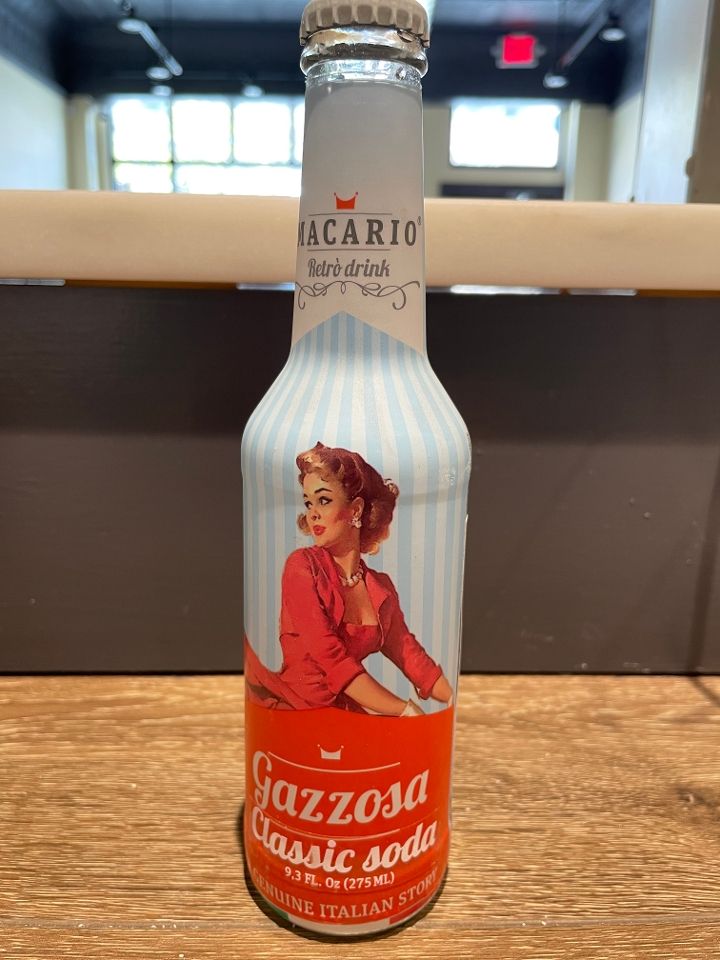 MACARIO®
Retrò drink
Gazzosa
Classic soda
9.3 FL. Oz (275 ML)
GENUINE ITALIAN STORY